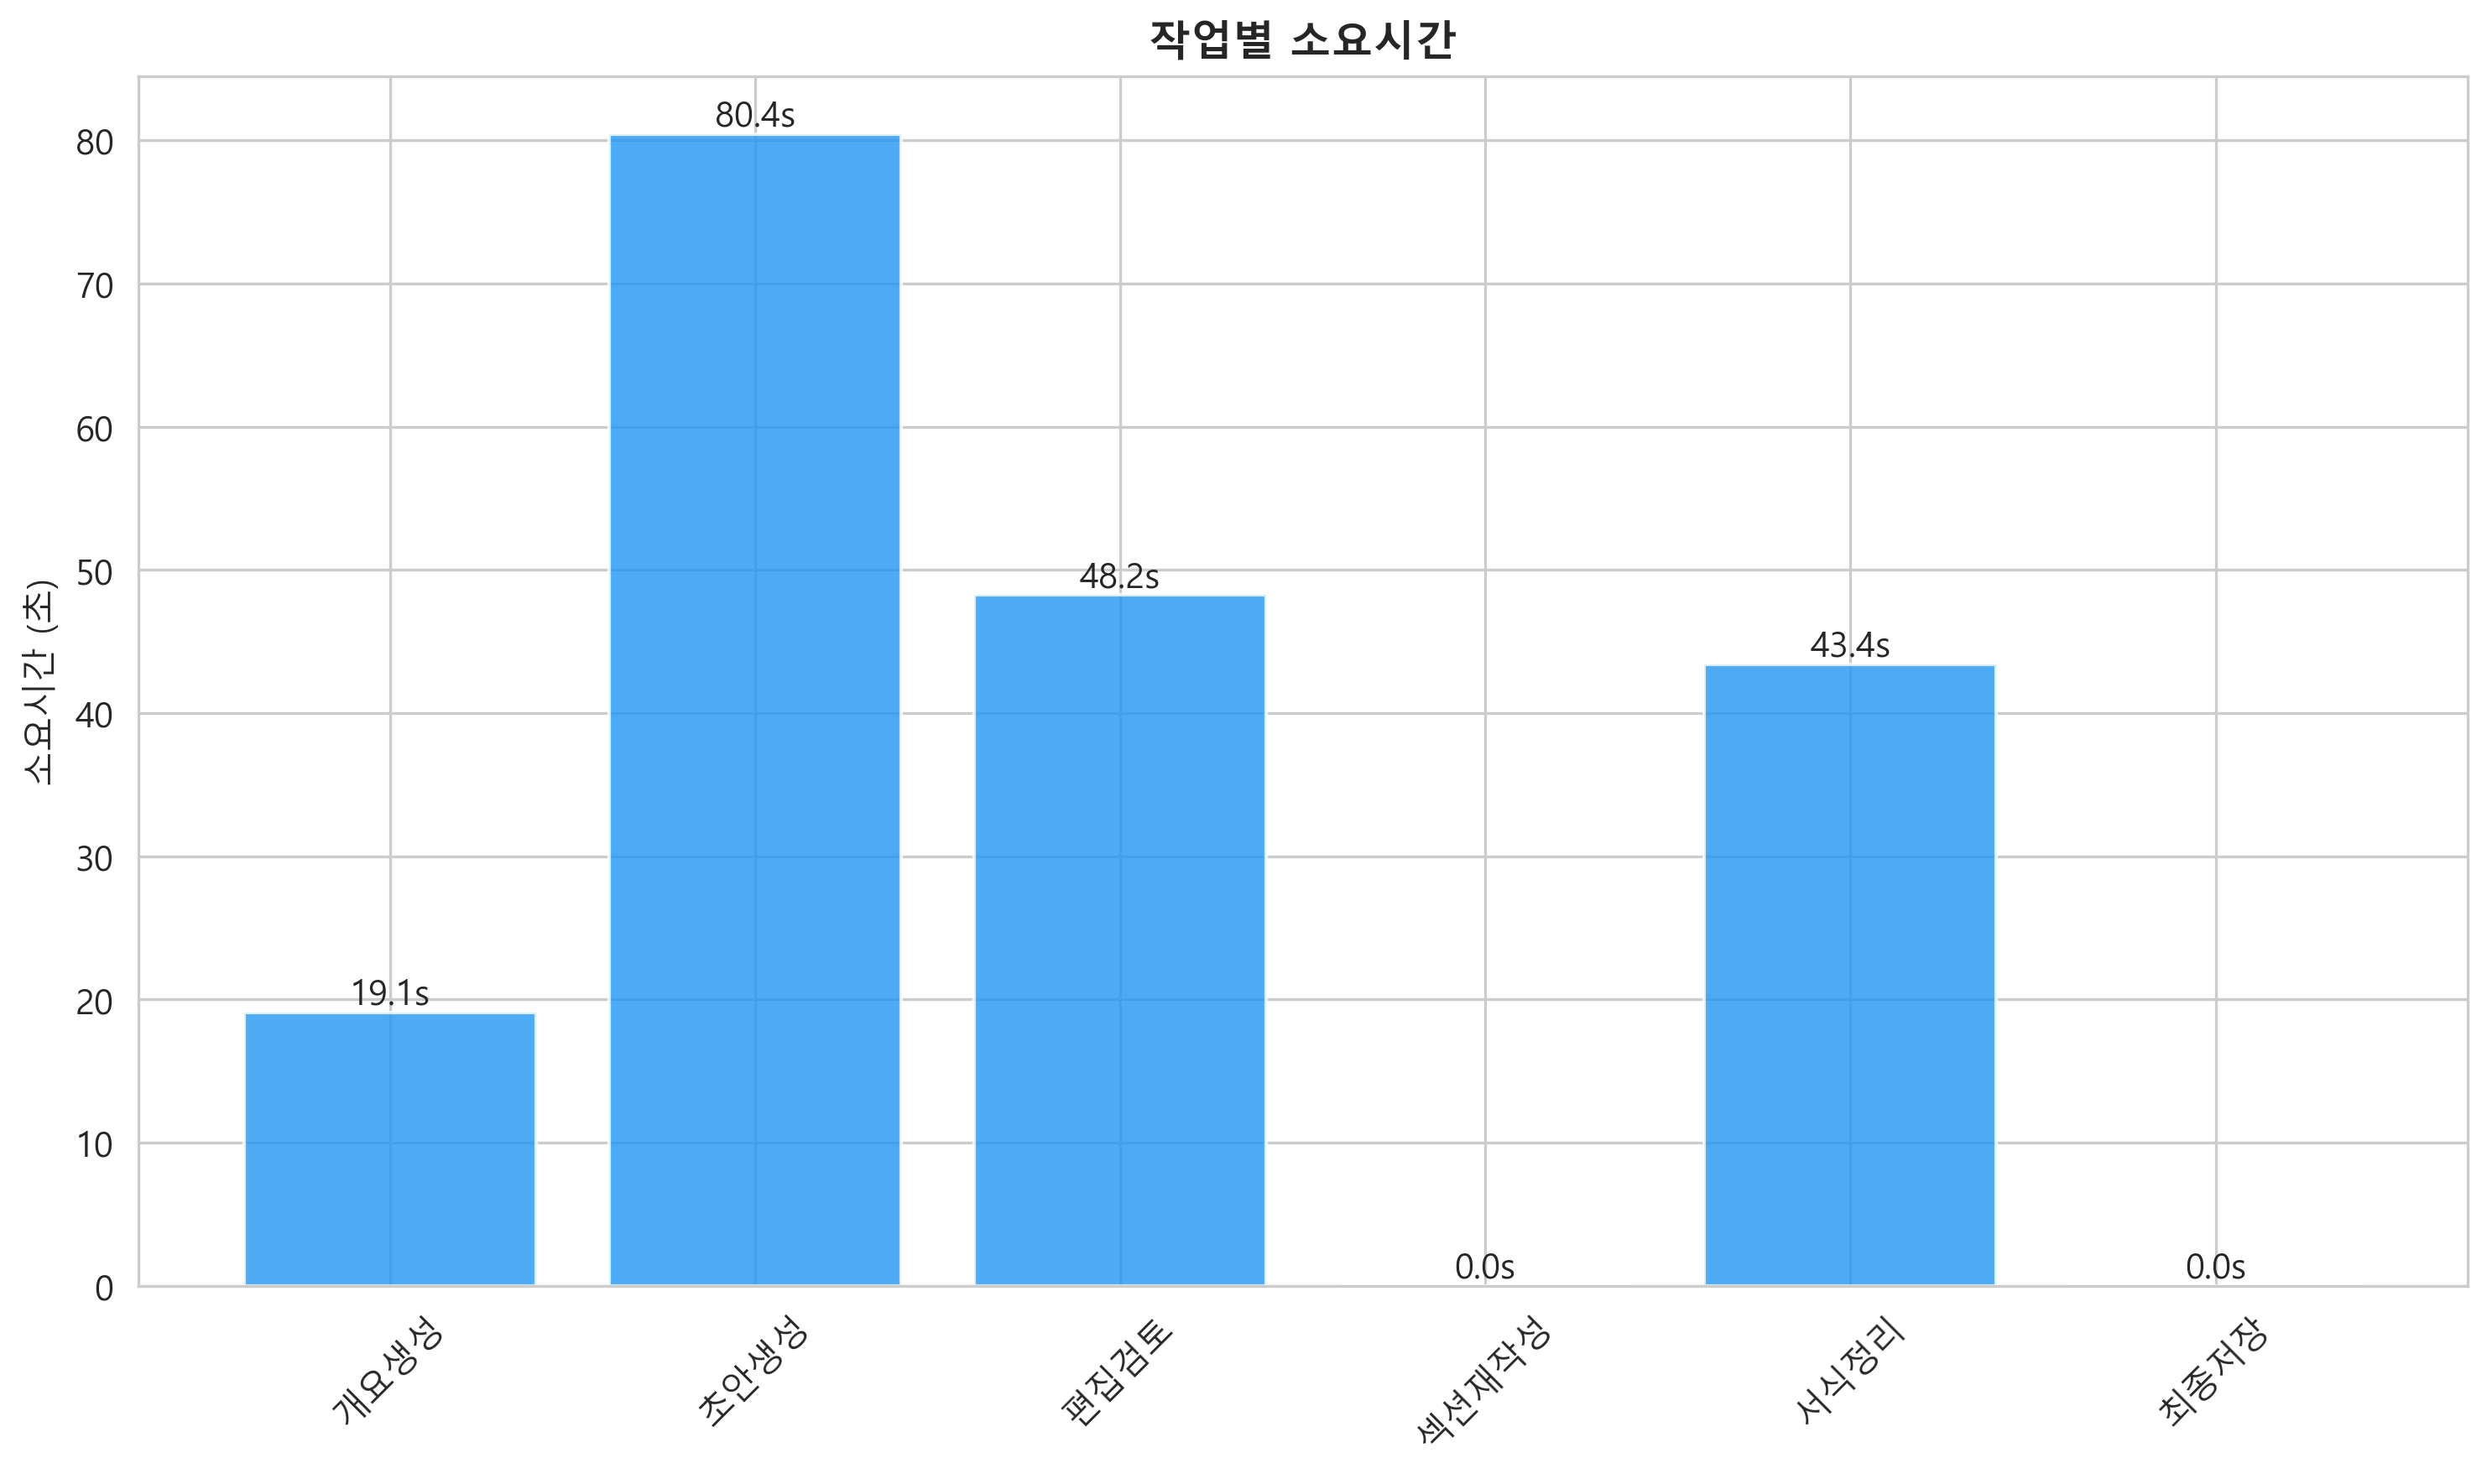 작업별 소요시간
소요시간 (초)
80
70
60
50
40
30
20
10
0
19.1s
80.4s
48.2s
0.0s
43.4s
0.0s
개요생성
초안생성
편집검토
섹션재작성
서식정리
최종저장